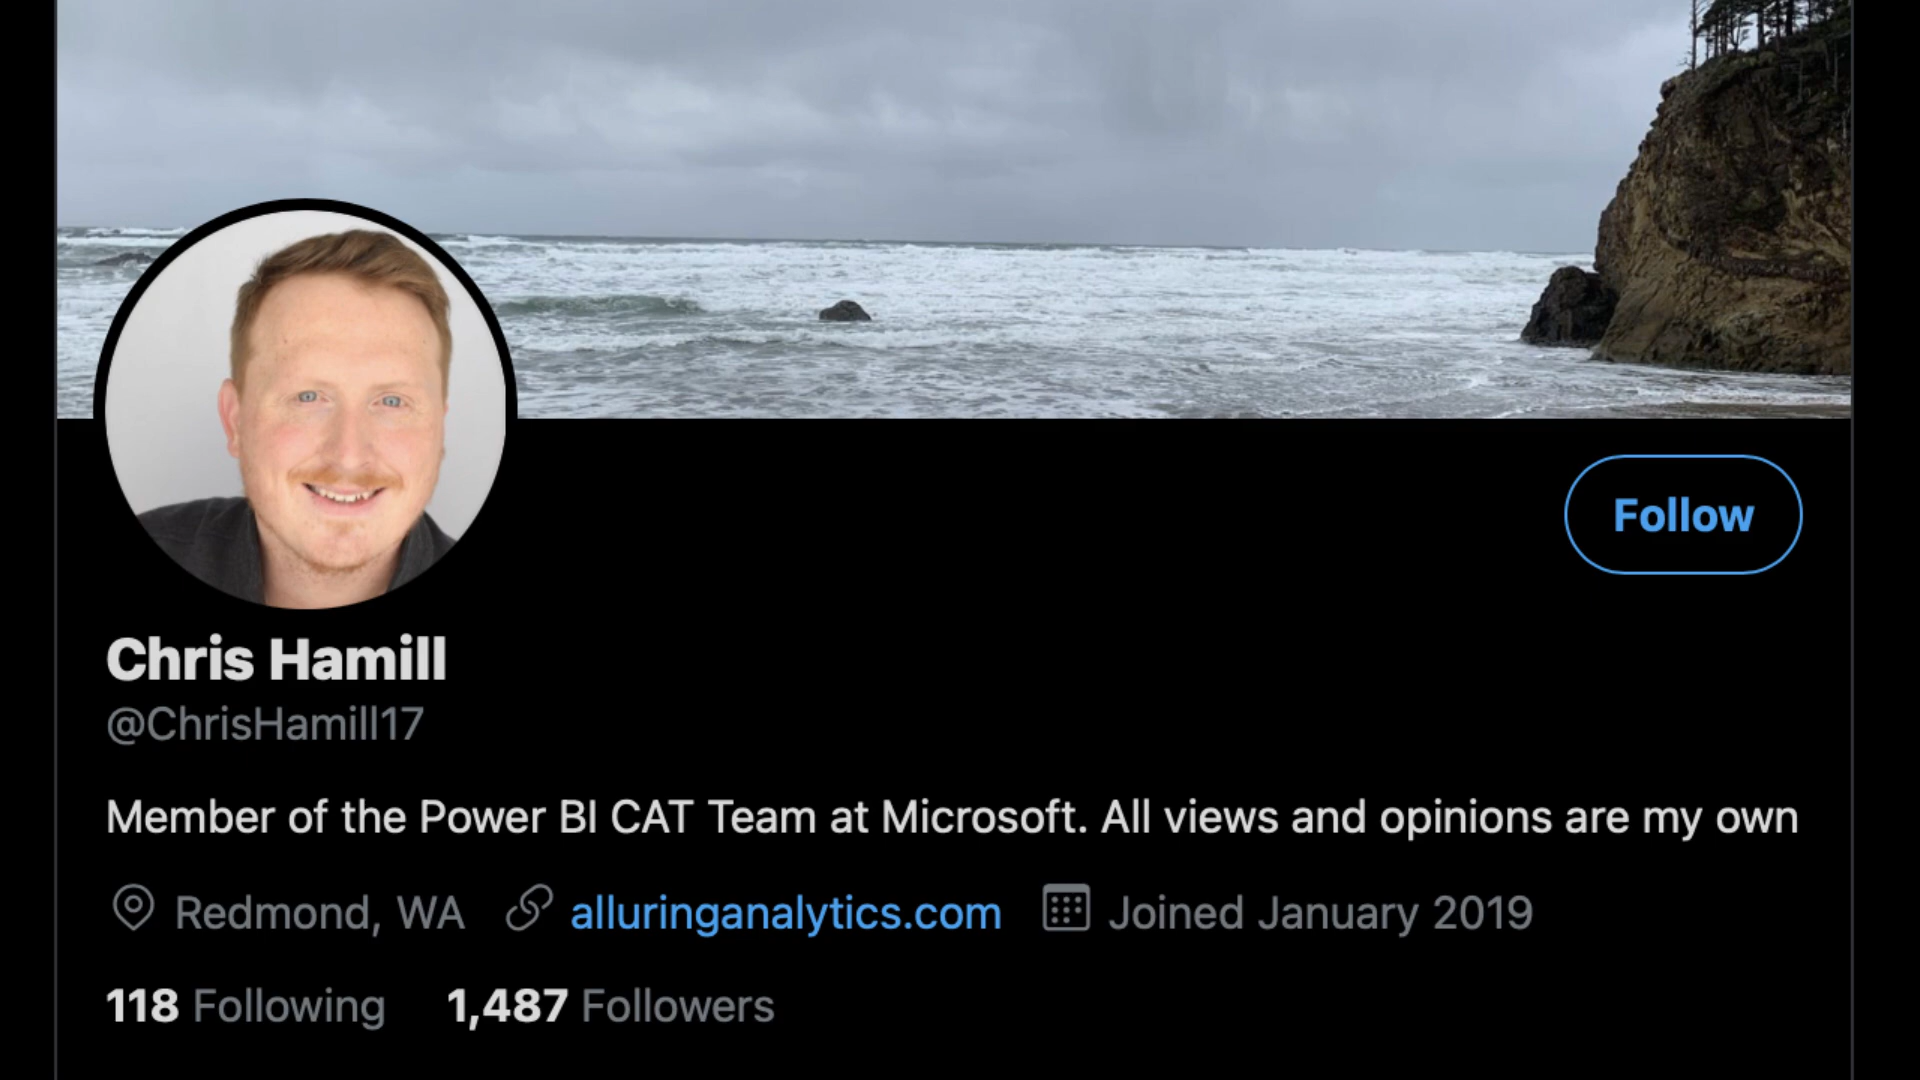 Follow
Chris Hamill
@ChrisHamill17
Member of the Power BI CAT Team at Microsoft. All views and opinions are my own
Redmond, WA alluringanalytics.com Joined January 2019
118 Following 1,487 Followers